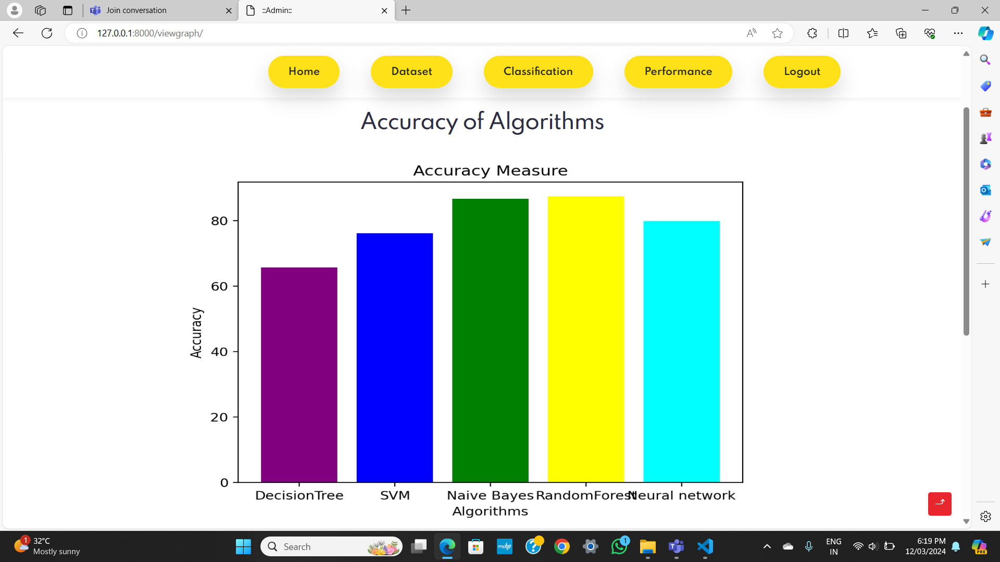 Join conversation
::Admin::
127.0.0.1:8000/viewgraph/
Home
Dataset
Classification
Performance
Logout
Accuracy of Algorithms
Accuracy Measure
80
60
40
20
0
Accuracy
DecisionTree
SVM
Naive Bayes
RandomForest
Neural network
Algorithms
1
32°C
Mostly sunny
Search
myhp
1
ENG
IN
6:19 PM
12/03/2024
PRE